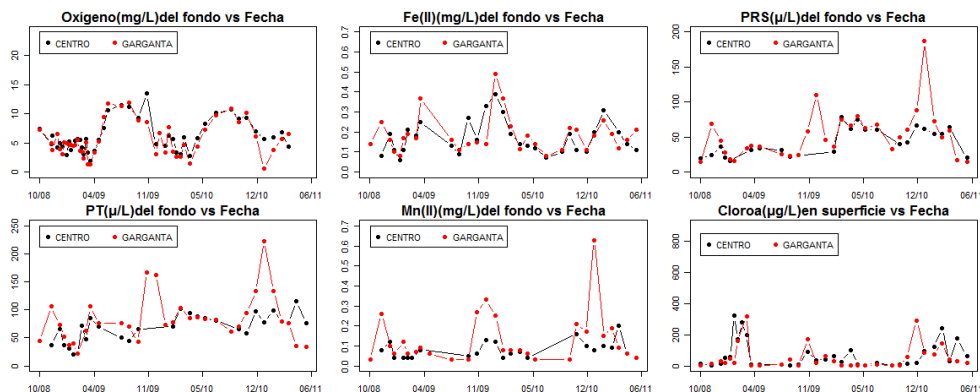 Oxígeno(mg/L)del fondo vs Fecha
CENTRO GARGANTA
0 5 10 15 20
10/08 04/09 11/09 05/10 12/10 06/11
Fe(II)(mg/L)del fondo vs Fecha
CENTRO GARGANTA
0.0 0.1 0.2 0.3 0.4 0.5 0.6 0.7
10/08 04/09 11/09 05/10 12/10 06/11
PRS(µ/L)del fondo vs Fecha
CENTRO GARGANTA
0 50 100 150 200
10/08 04/09 11/09 05/10 12/10 06/11
PT(µ/L)del fondo vs Fecha
CENTRO GARGANTA
0 50 100 150 200 250
10/08 04/09 11/09 05/10 12/10 06/11
Mn(II)(mg/L)del fondo vs Fecha
CENTRO GARGANTA
0.0 0.1 0.2 0.3 0.4 0.5 0.6 0.7
10/08 04/09 11/09 05/10 12/10 06/11
Cloroa(µg/L)en superficie vs Fecha
CENTRO GARGANTA
0 200 400 600 800
10/08 04/09 11/09 05/10 12/10 06/11